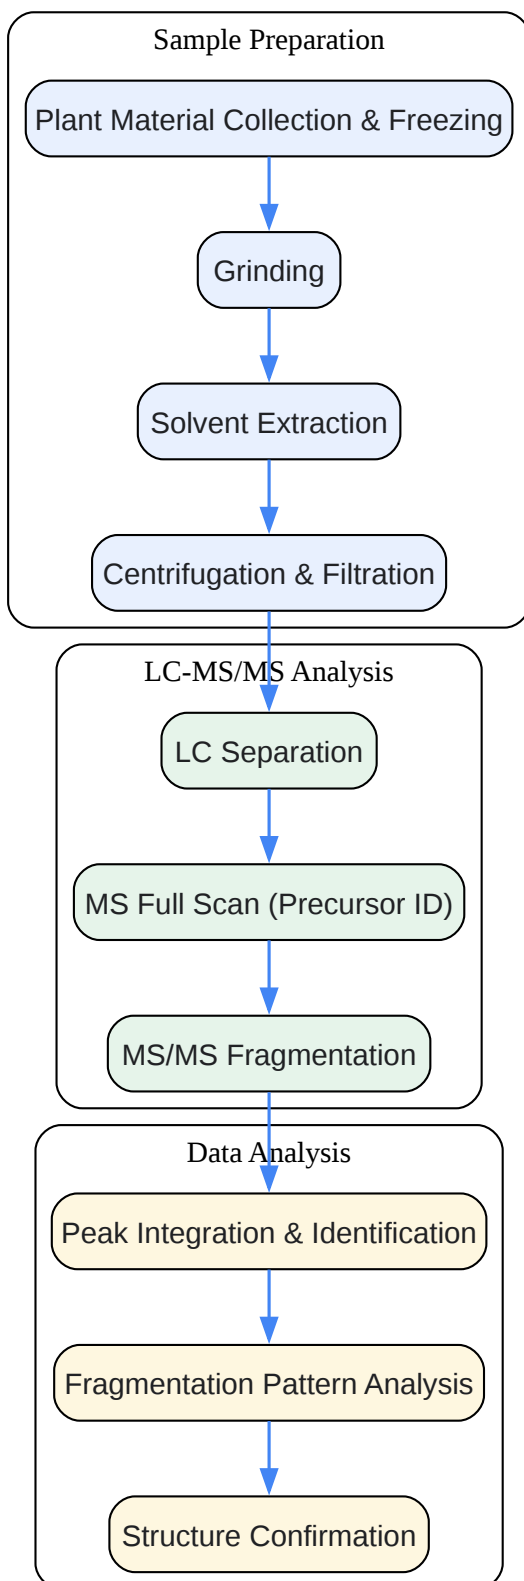 Sample Preparation
Plant Material Collection & Freezing
Grinding
Solvent Extraction
Centrifugation & Filtration
LC-MS/MS Analysis
LC Separation
MS Full Scan (Precursor ID)
MS/MS Fragmentation
Data Analysis
Peak Integration & Identification
Fragmentation Pattern Analysis
Structure Confirmation